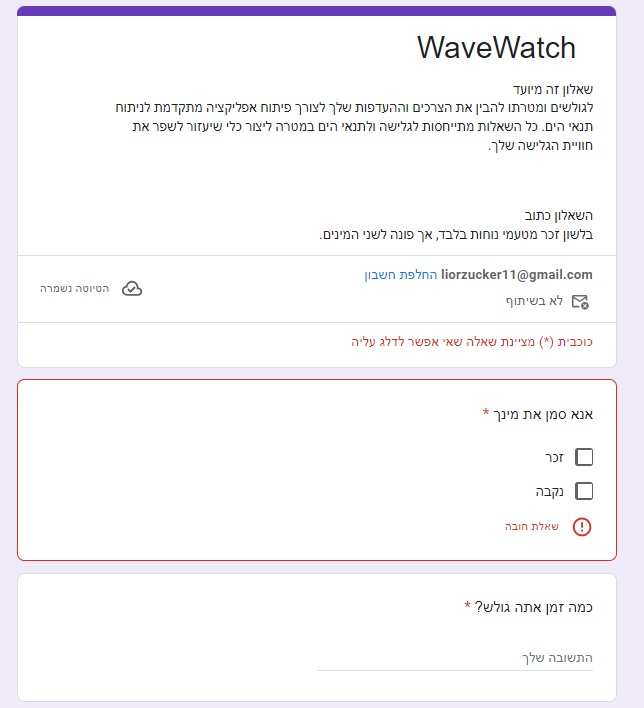 WaveWatch
שאלון זה מיועד
לגולשים ומטרתו להבין את הצרכים וההעדפות שלך לצורך פיתוח אפליקציה מתקדמת לניתוח
תנאי הים. כל השאלות מתייחסות לגלישה ולתנאי הים במטרה ליצור כלי שיעזור לשפר את
חוויית הגלישה שלך.
השאלון כתוב
בלשון זכר מטעמי נוחות בלבד, אך פונה לשני המינים.
liorzucker11@gmail.com החלפת חשבון
לא בשיתוף
הטיוטה נשמרה
כוכבית (*) מציינת שאלה שאי אפשר לדלג עליה
אנא סמן את מינך *
זכר
נקבה
שאלת חובה
כמה זמן אתה גולש? *
התשובה שלך